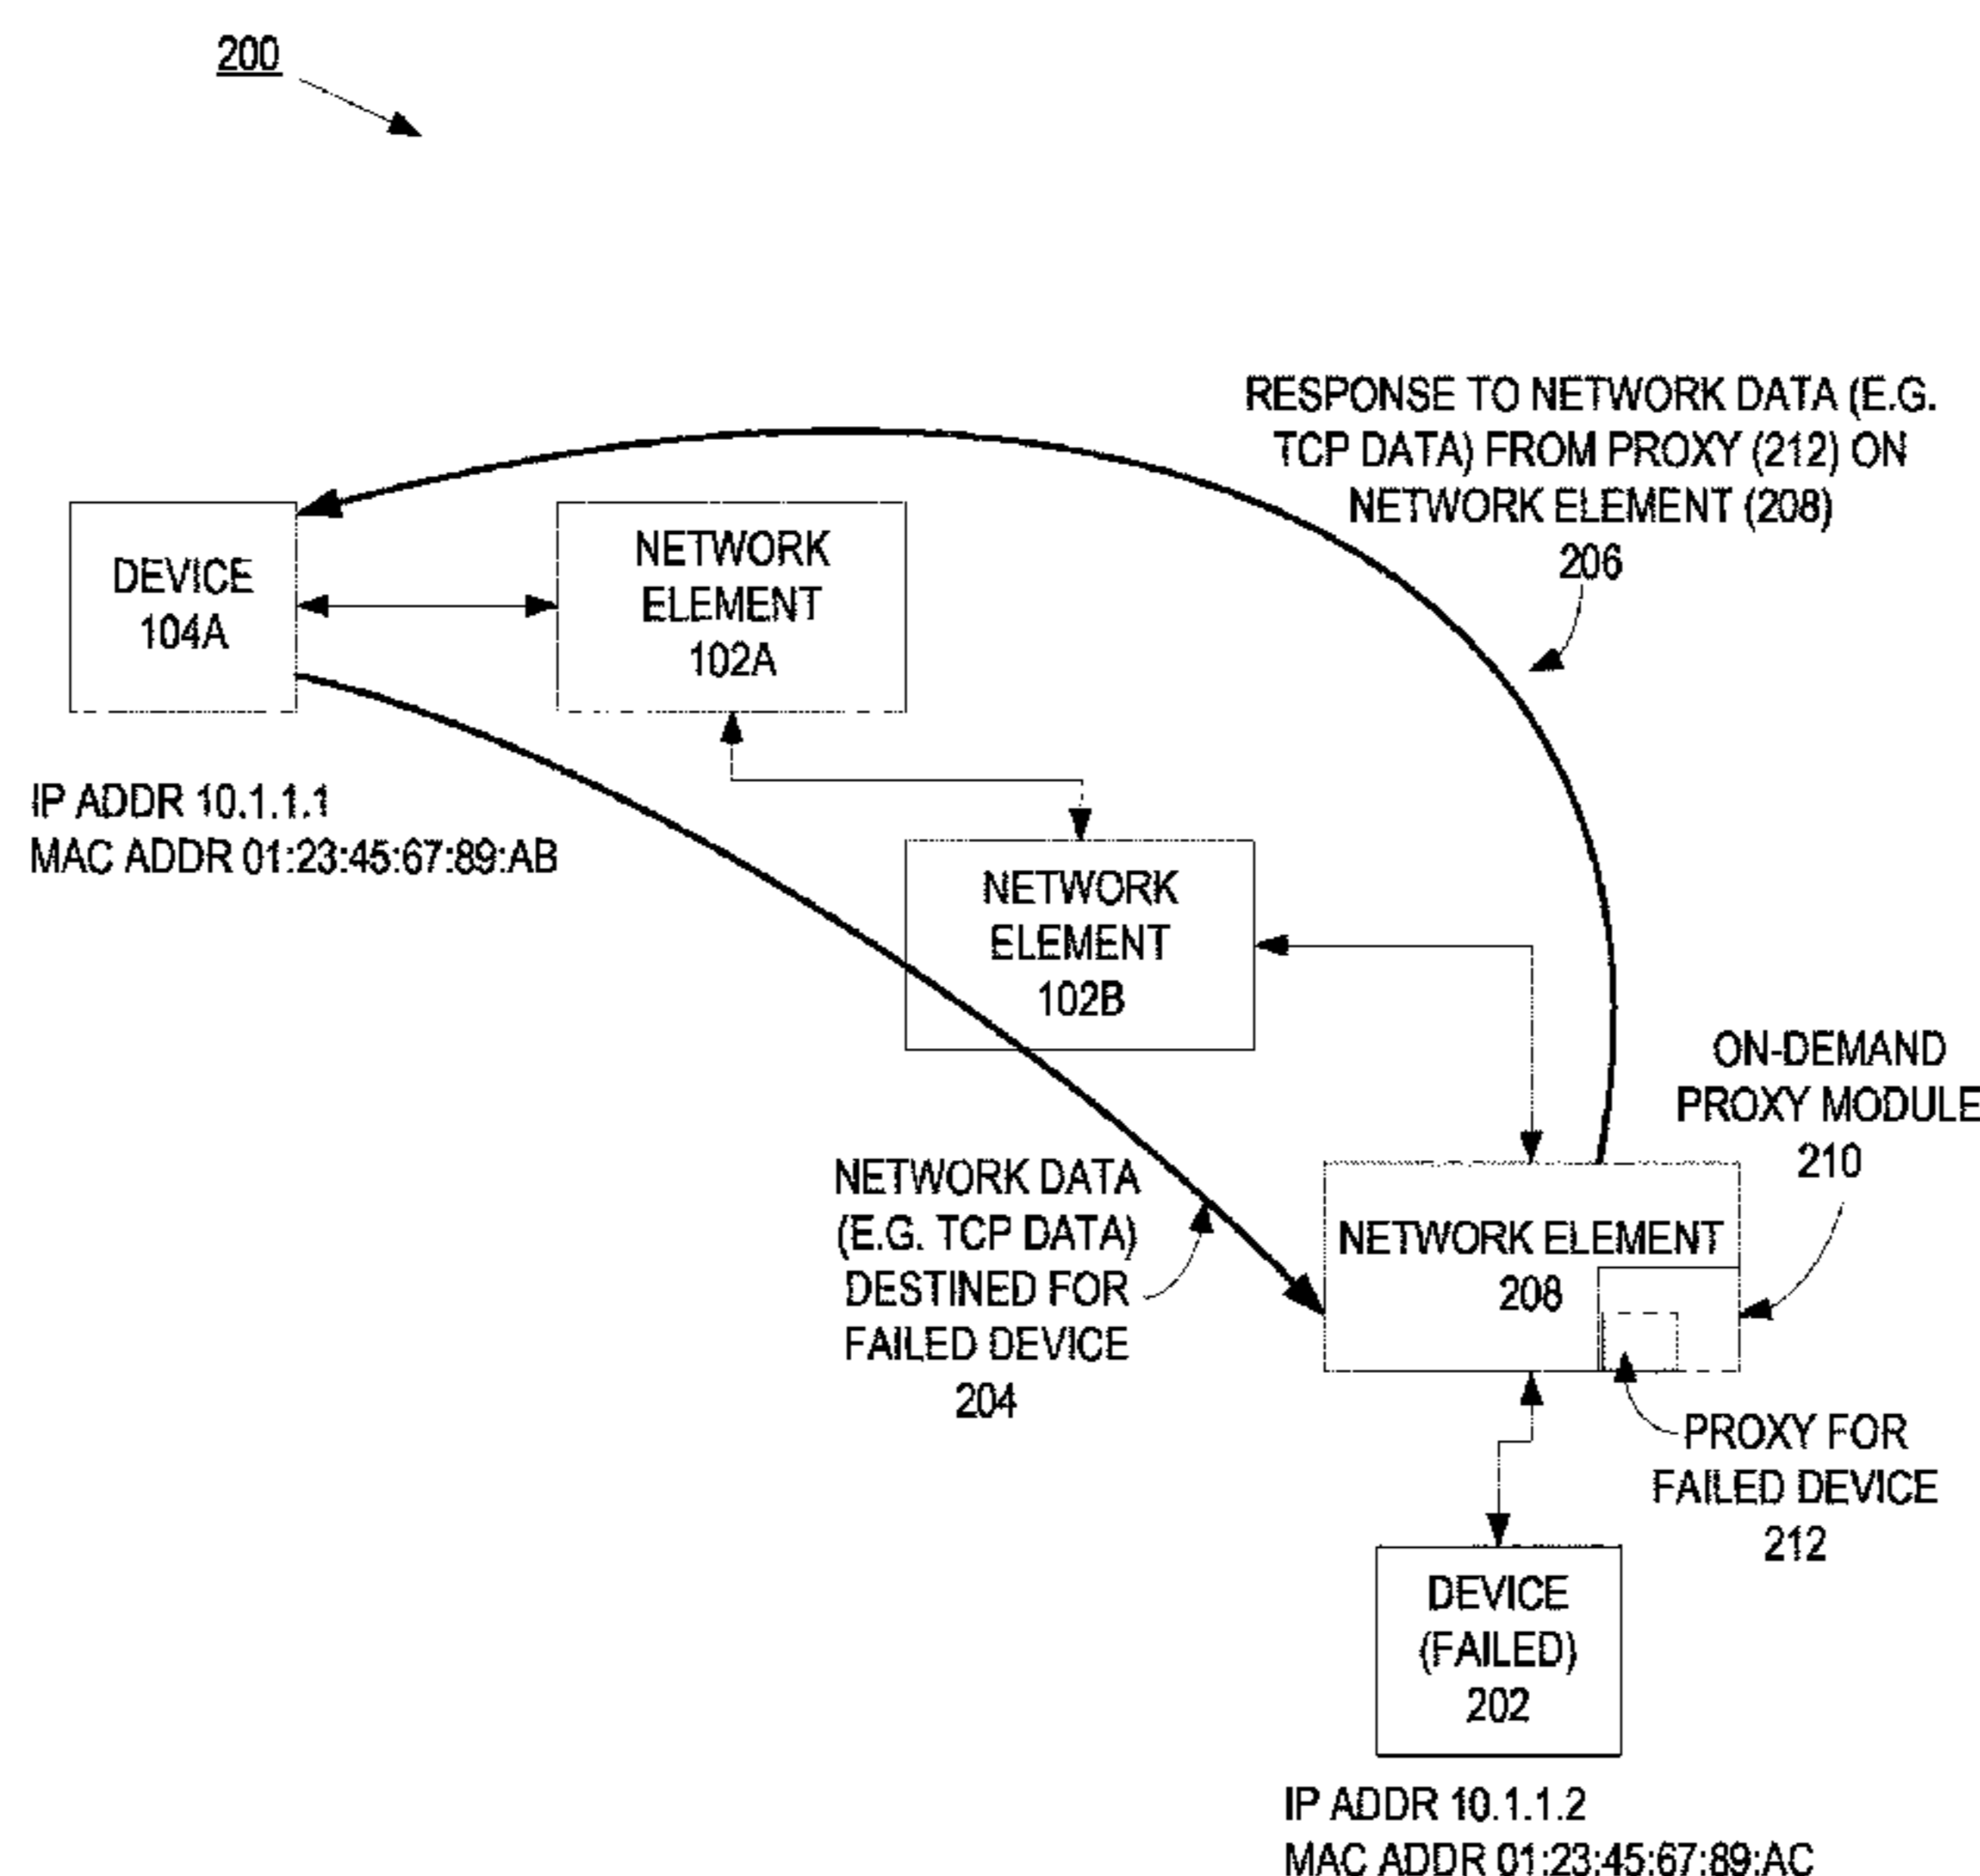 200
RESPONSE TO NETWORK DATA (E.G.
TCP DATA) FROM PROXY (212) ON
NETWORK ELEMENT (208)
206
DEVICE
104A
NETWORK
ELEMENT
102A
IP ADDR 10.1.1.1
MAC ADDR 01:23:45:67:89:AB
NETWORK
ELEMENT
102B
ON-DEMAND
PROXY MODULE
210
NETWORK DATA
(E.G. TCP DATA)
DESTINED FOR
FAILED DEVICE
204
NETWORK ELEMENT
208
PROXY FOR
FAILED DEVICE
212
DEVICE
(FAILED)
202
IP ADDR 10.1.1.2
MAC ADDR 01:23:45:67:89:AC